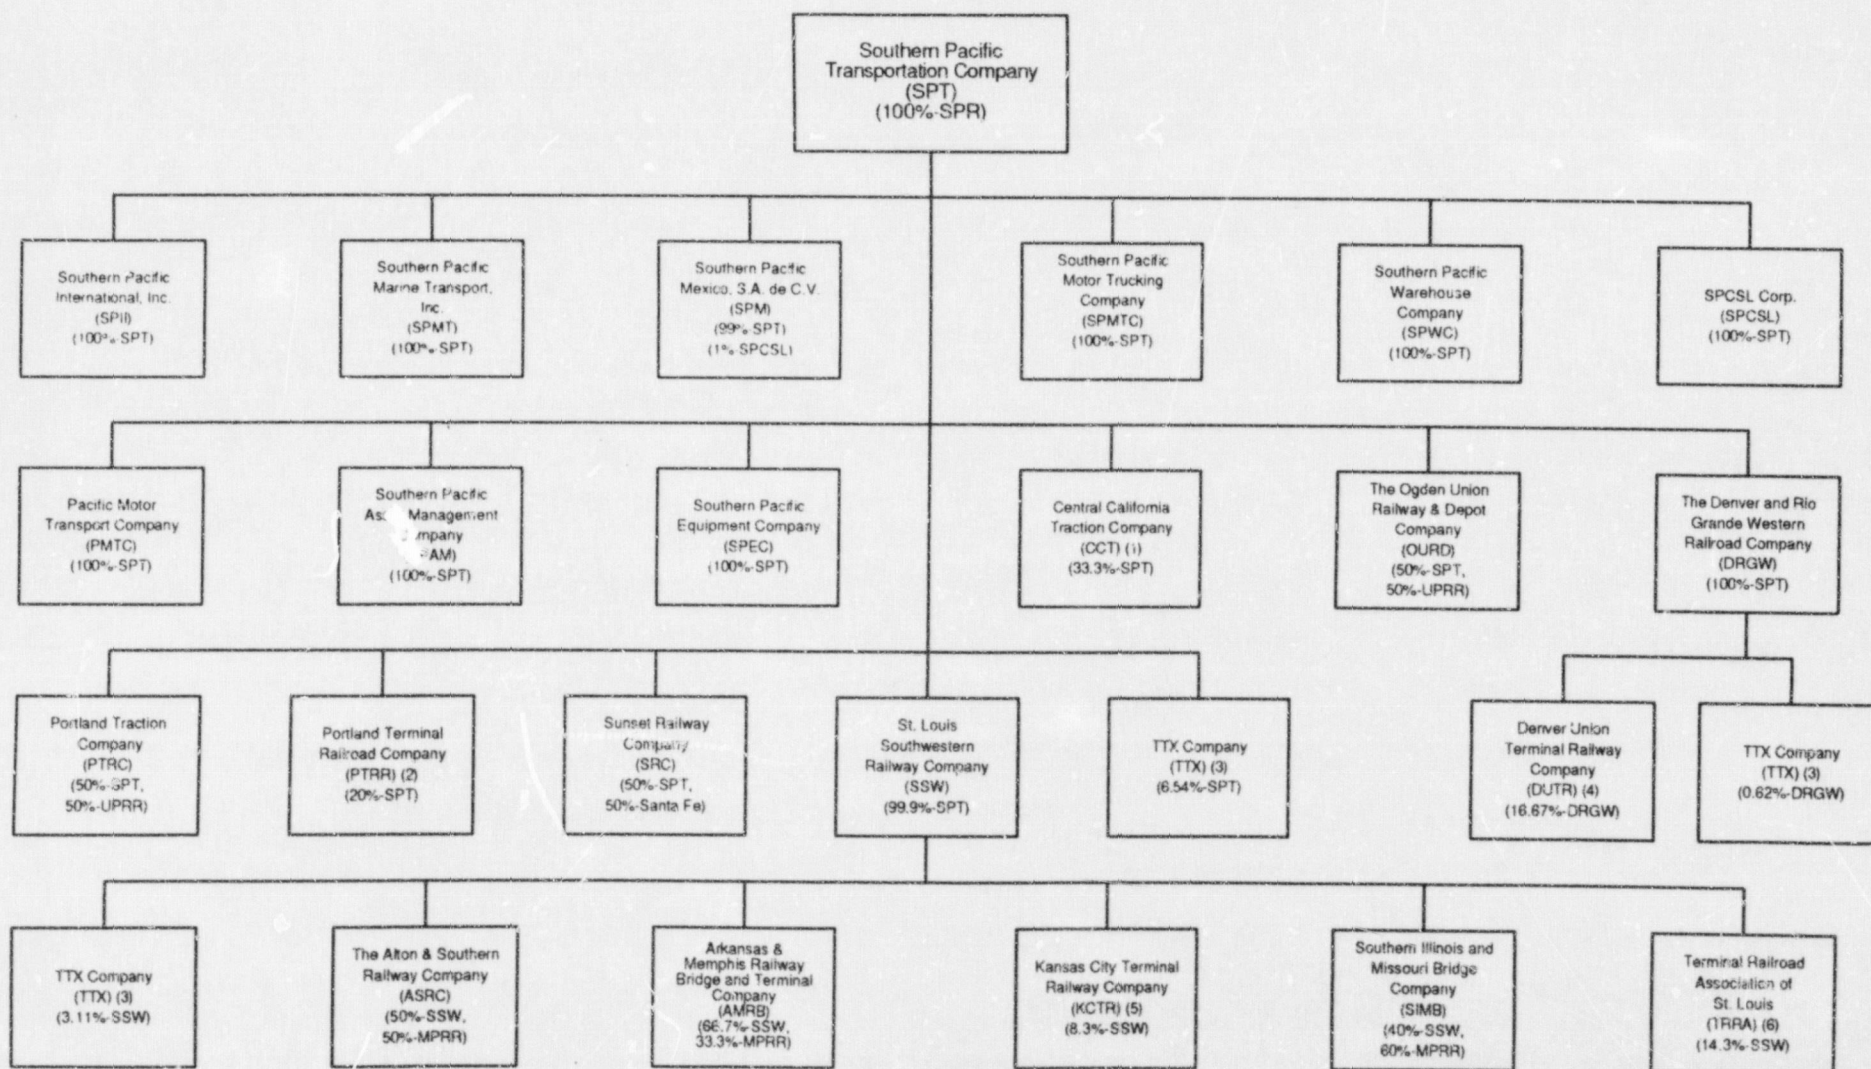 Southern Pacific
Transportation Company
(SPT)
(100%-SPR)
Southern Pacific
International, Inc.
(SPII)
(100%-SPT)
Southern Pacific
Marine Transport,
Inc.
(SPMT)
(100%-SPT)
Southern Pacific
Mexico, S.A. de C.V.
(SPM)
(99%-SPT)
(1%-SPCSL)
Southern Pacific
Motor Trucking
Company
(SPMTC)
(100%-SPT)
Southern Pacific
Warehouse
Company
(SPWC)
(100%-SPT)
SPCSL Corp.
(SPCSL)
(100%-SPT)
Pacific Motor
Transport Company
(PMTC)
(100%-SPT)
Southern Pacific
Management
(100%-SPT)
Southern Pacific
Equipment Company
(SPEC)
(100%-SPT)
Central California
Traction Company
(CCT) (1)
(33.3%-SPT)
The Ogden Union
Railway & Depot
Company
(OURD)
(50%-SPT,
50%-UPRR)
The Denver and Rio
Grande Western
Railroad Company
(DRGW)
(100%-SPT)
Portland Traction
Company
(PTRC)
(50%-SPT,
50%-UPRR)
Portland Terminal
Railroad Company
(PTRR) (2)
(20%-SPT)
Sunset Railway
Company
(SRC)
(50%-SPT,
50%-Santa Fe)
St. Louis
Southwestern
Railway Company
(SSW)
(99.9%-SPT)
TTX Company
(TTX) (3)
(6.54%-SPT)
Denver Union
Terminal Railway
Company
(DUTR) (4)
(16.67%-DRGW)
TTX Company
(TTX) (3)
(0.62%-DRGW)
TTX Company
(TTX) (3)
(3.11%-SSW)
The Alton & Southern
Railway Company
(ASRC)
(50%-SSW,
50%-MPRR)
Arkansas &
Memphis Railway
Bridge and Terminal
Company
(AMRB)
(66.7%-SSW,
33.3%-MPRR)
Kansas City Terminal
Railway Company
(KCTR) (5)
(8.3%-SSW)
Southern Illinois and
Missouri Bridge
Company
(SIMB)
(40%-SSW,
60%-MPRR)
Terminal Railroad
Association of
St. Louis
(TRRA) (6)
(14.3%-SSW)